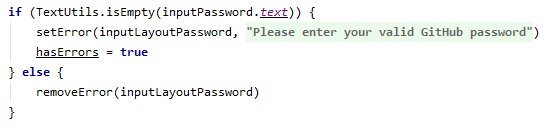 if (TextUtils.isEmpty(inputPassword.text)) {
    setError(inputLayoutPassword, "Please enter your valid GitHub password")
    hasErrors = true
} else {
    removeError(inputLayoutPassword)
}